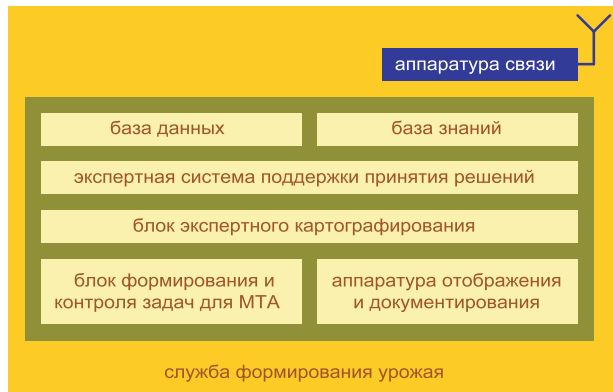 аппаратура связи
база данных
база знаний
экспертная система поддержки принятия решений
блок экспертного картографирования
блок формирования и
контроля задач для МТА
аппаратура отображения
и документирования
служба формирования урожая